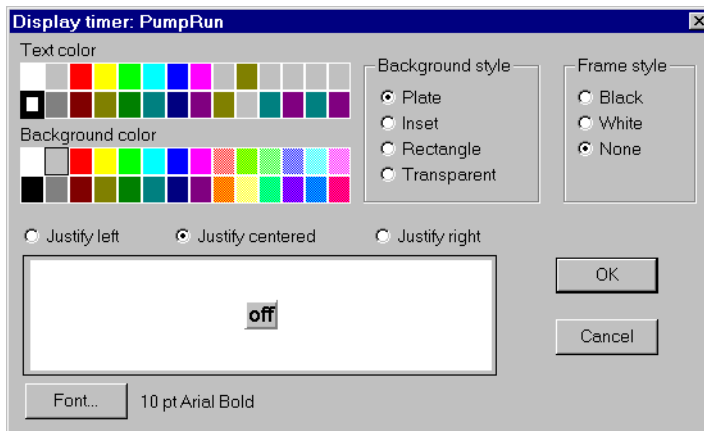 Display timer: PumpRun
Text color
Background style
Frame style
Plate
Black
Inset
White
Background color
Rectangle
None
Transparent
Justify left
Justify centered
Justify right
OK
off
Cancel
Font...
10 pt Arial Bold